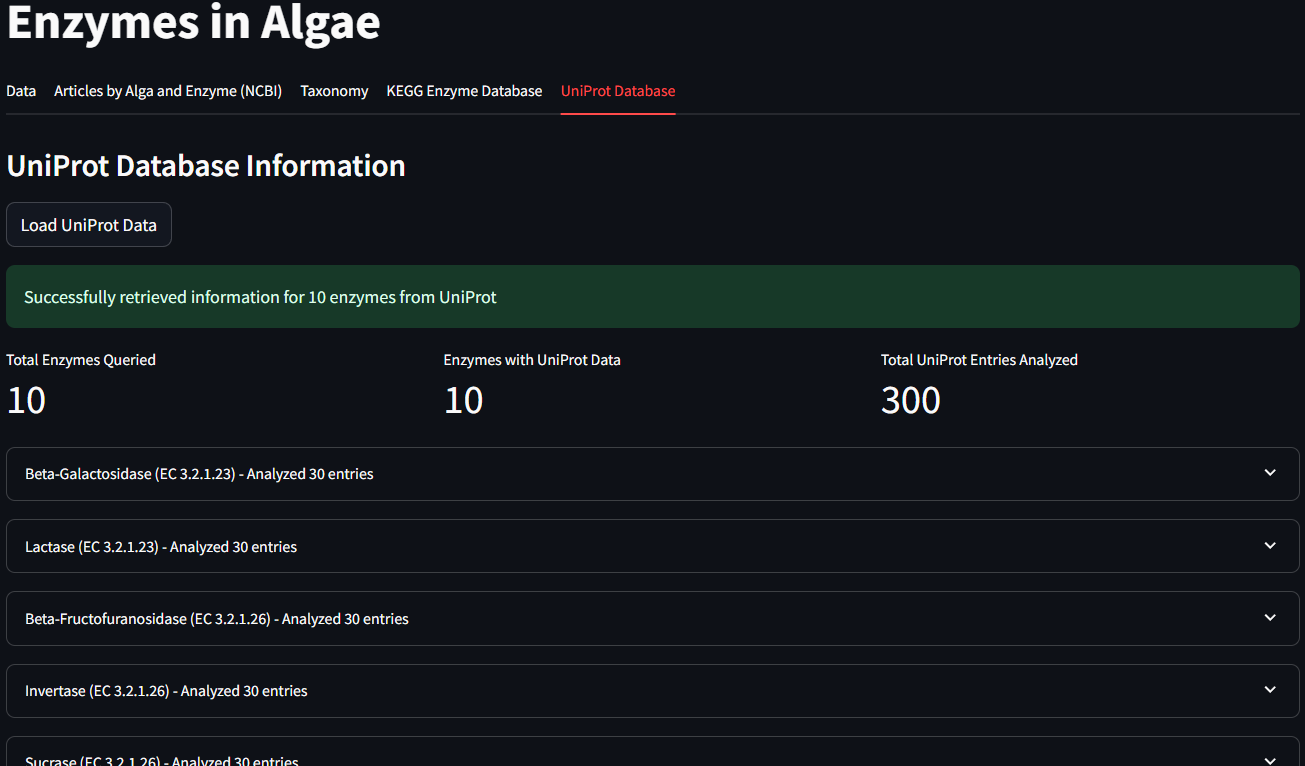 Enzymes in Algae
Data Articles by Alga and Enzyme (NCBI) Taxonomy KEGG Enzyme Database UniProt Database
UniProt Database Information
Load UniProt Data
Successfully retrieved information for 10 enzymes from UniProt
Total Enzymes Queried Enzymes with UniProt Data Total UniProt Entries Analyzed
10 10 300
Beta-Galactosidase (EC 3.2.1.23) - Analyzed 30 entries
Lactase (EC 3.2.1.23) - Analyzed 30 entries
Beta-Fructofuranosidase (EC 3.2.1.26) - Analyzed 30 entries
Invertase (EC 3.2.1.26) - Analyzed 30 entries
Sucrase (EC 3.2.1.26) - Analyzed 30 entries